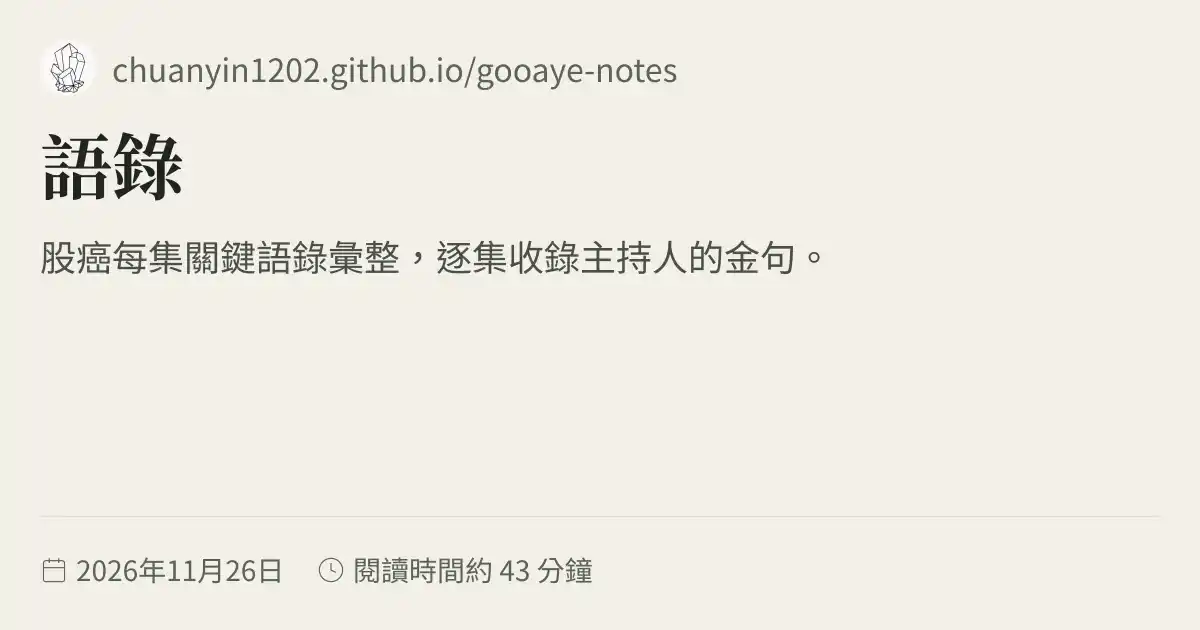 chuanyin1202.github.io/gooaye-notes
語錄
股癌每集關鍵語錄彙整，逐集收錄主持人的金句。
2026年11月26日 閱讀時間約 43 分鐘